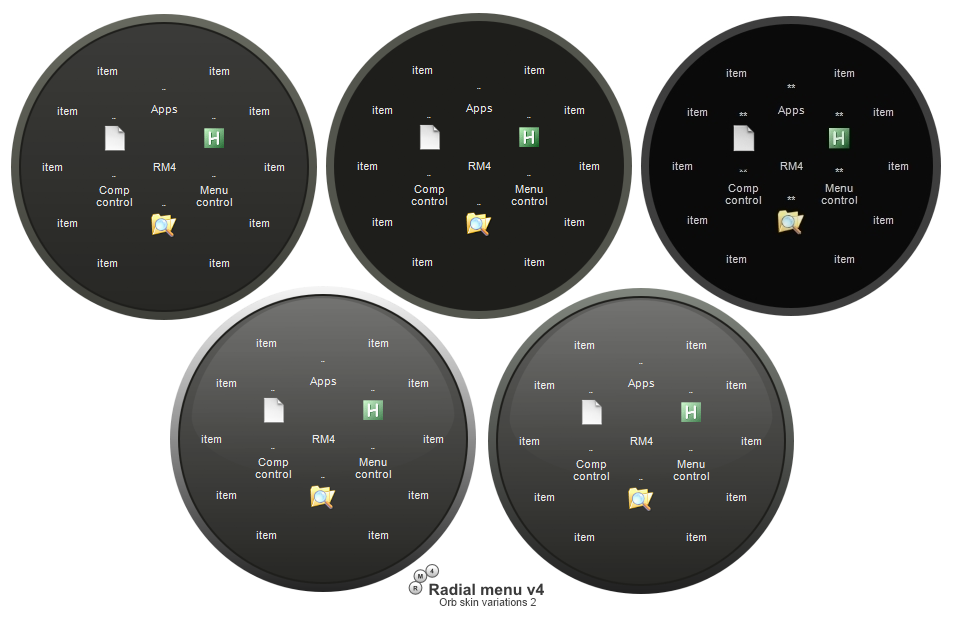 item item
Apps
item item
item RM4 item
Comp Menu
control control
item item
item item
item item
Apps
item item
item RM4 item
Comp Menu
control control
item item
item item
item item
**
Apps
item ** ** item
item RM4 item
^^ **
Comp Menu
control control
**
item item
item item
item item
Apps
item item
item RM4 item
Comp Menu
control control
item item
item item
item item
Apps
item item
item RM4 item
Comp Menu
control control
item item
item item
R M 4
Radial menu v4
Orb skin variations 2